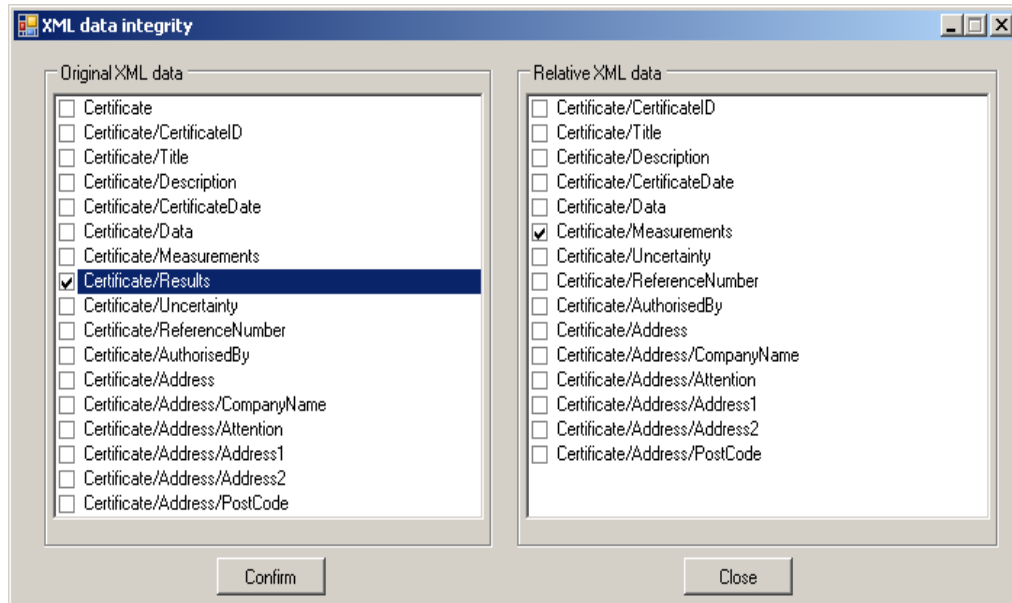 XML data integrity
Original XML data
Certificate
Certificate/CertificateID
Certificate/Title
Certificate/Description
Certificate/CertificateDate
Certificate/Data
Certificate/Measurements
Certificate/Results
Certificate/Uncertainty
Certificate/ReferenceNumber
Certificate/AuthorisedBy
Certificate/Address
Certificate/Address/CompanyName
Certificate/Address/Attention
Certificate/Address/Address1
Certificate/Address/Address2
Certificate/Address/PostCode
Relative XML data
Certificate/CertificateID
Certificate/Title
Certificate/Description
Certificate/CertificateDate
Certificate/Data
Certificate/Measurements
Certificate/Uncertainty
Certificate/ReferenceNumber
Certificate/AuthorisedBy
Certificate/Address
Certificate/Address/CompanyName
Certificate/Address/Attention
Certificate/Address/Address1
Certificate/Address/Address2
Certificate/Address/PostCode
Confirm
Close